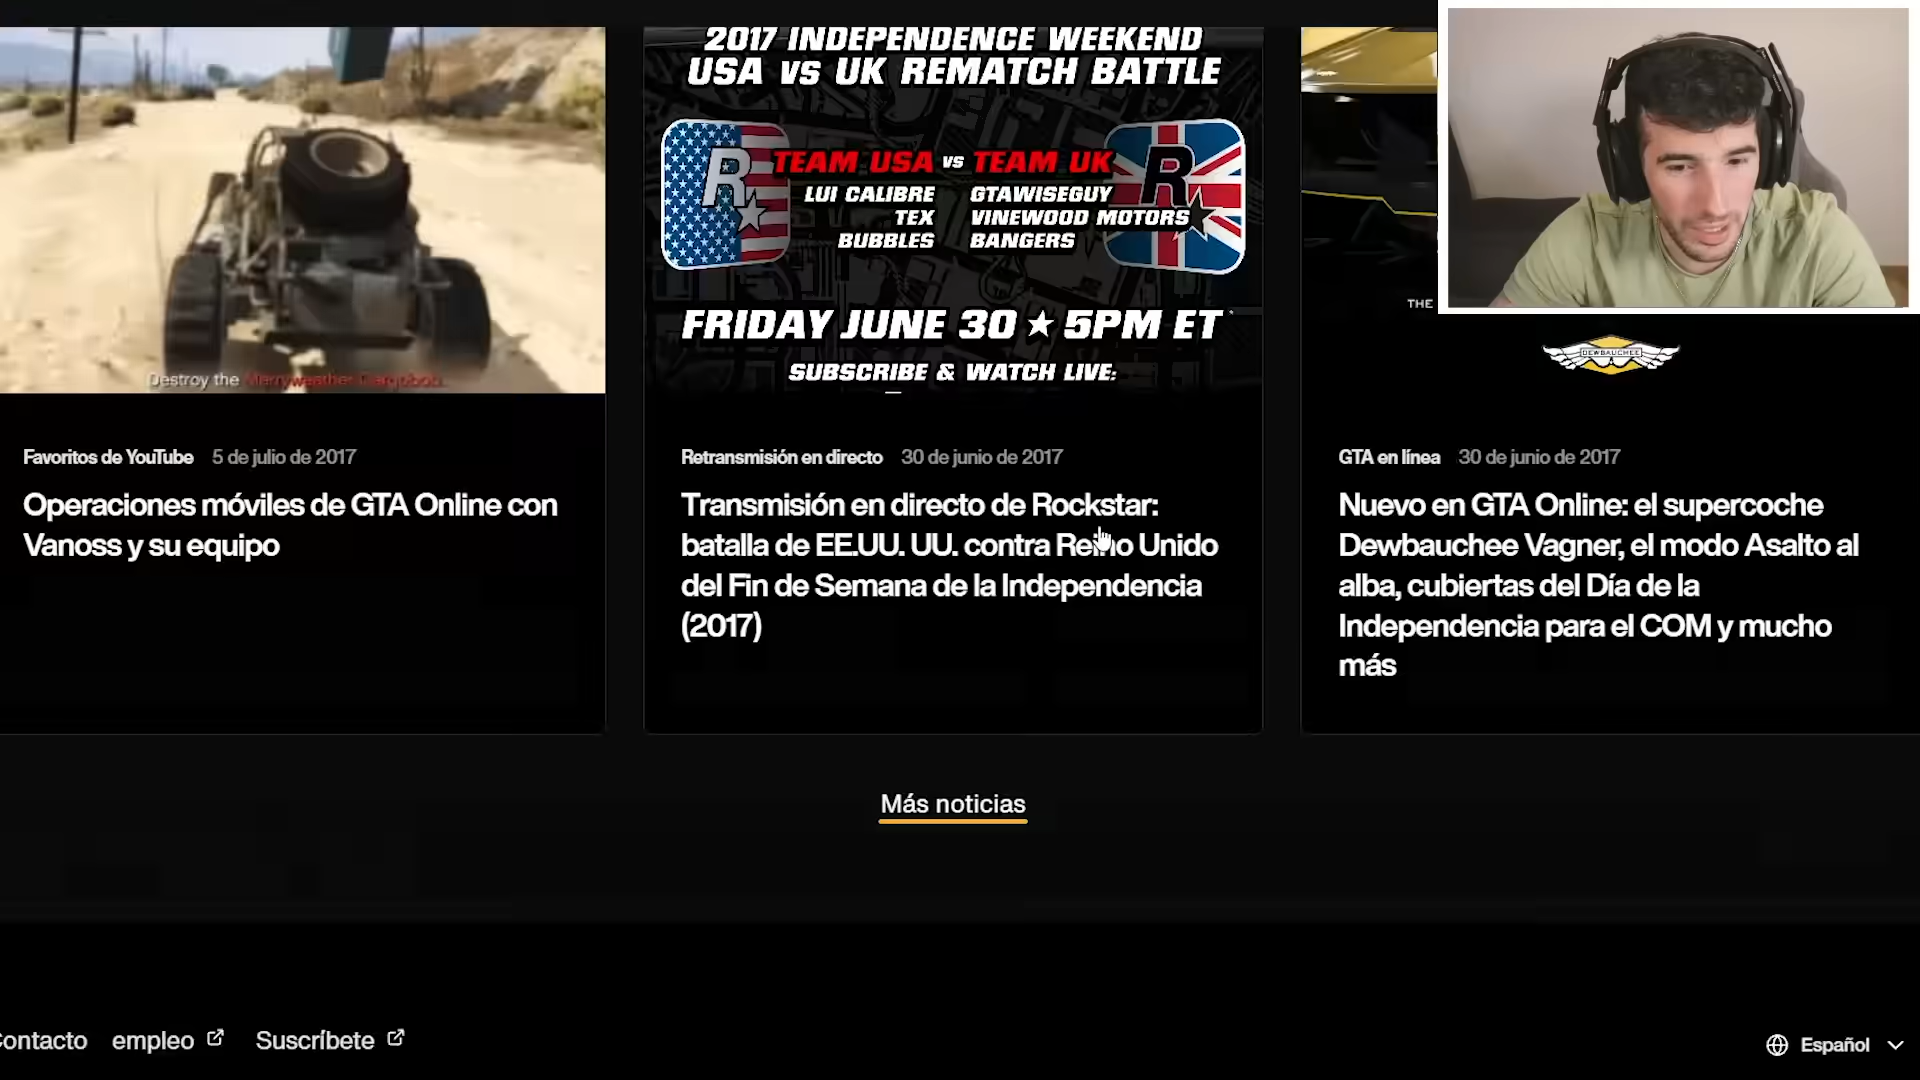 2017 INDEPENDENCE WEEKEND
USA VS UK REMATCH BATTLE
TEAM USA VS TEAM UK
LUI CALIBRE GTAWISEGUY
TEX VINEWOOD MOTORS
BUBBLES BANGERS
FRIDAY JUNE 30 ★ 5PM ET
SUBSCRIBE & WATCH LIVE:
Destroy the Merryweather Cargobob.
THE
DEWBAUCHEE
Favoritos de YouTube 5 de julio de 2017
Operaciones móviles de GTA Online con
Vanoss y su equipo
Retransmisión en directo 30 de junio de 2017
Transmisión en directo de Rockstar:
batalla de EE.UU. UU. contra Reino Unido
del Fin de Semana de la Independencia
(2017)
GTA en línea 30 de junio de 2017
Nuevo en GTA Online: el supercoche
Dewbauchee Vagner, el modo Asalto al
alba, cubiertas del Día de la
Independencia para el COM y mucho
más
Más noticias
Contacto empleo Suscríbete
Español